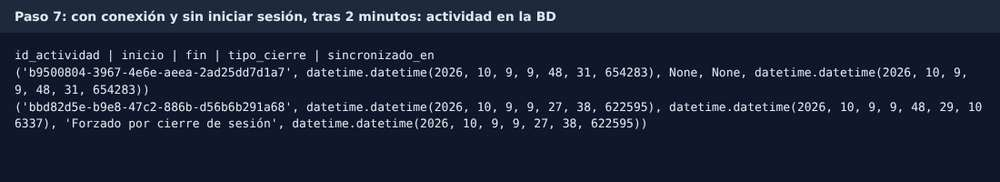 Paso 7: con conexión y sin iniciar sesión, tras 2 minutos: actividad en la BD
id_actividad | inicio | fin | tipo_cierre | sincronizado_en
('b9500804-3967-4e6e-aeea-2ad25dd7d1a7', datetime.datetime(2026, 10, 9, 9, 48, 31, 654283), None, None, datetime.datetime(2026, 10, 9,
9, 48, 31, 654283))
('bbd82d5e-b9e8-47c2-886b-d56b6b291a68', datetime.datetime(2026, 10, 9, 9, 27, 38, 622595), datetime.datetime(2026, 10, 9, 9, 48, 29, 10
6337), 'Forzado por cierre de sesión', datetime.datetime(2026, 10, 9, 9, 27, 38, 622595))